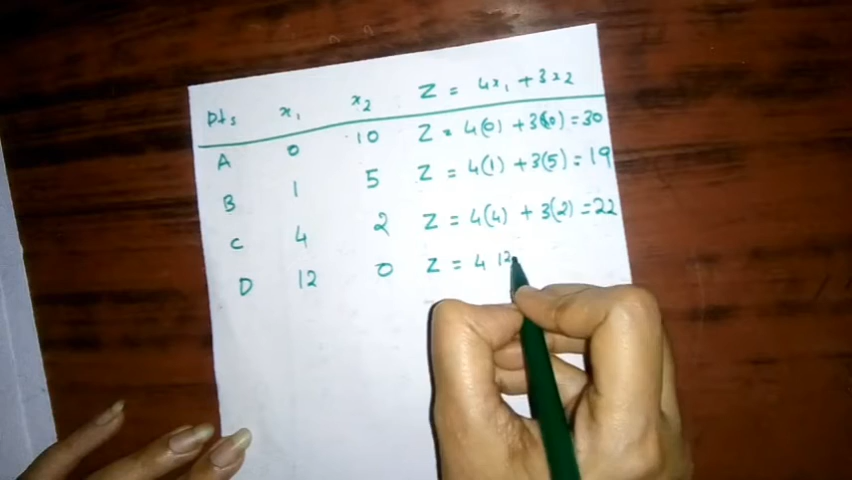 Pts x₁ x₂ Z = 4x₁ + 3x₂
A 0 10 Z = 4(0) + 3(10) = 30
B 1 5 Z = 4(1) + 3(5) = 19
C 4 2 Z = 4(4) + 3(2) = 22
D 12 0 Z = 4 12